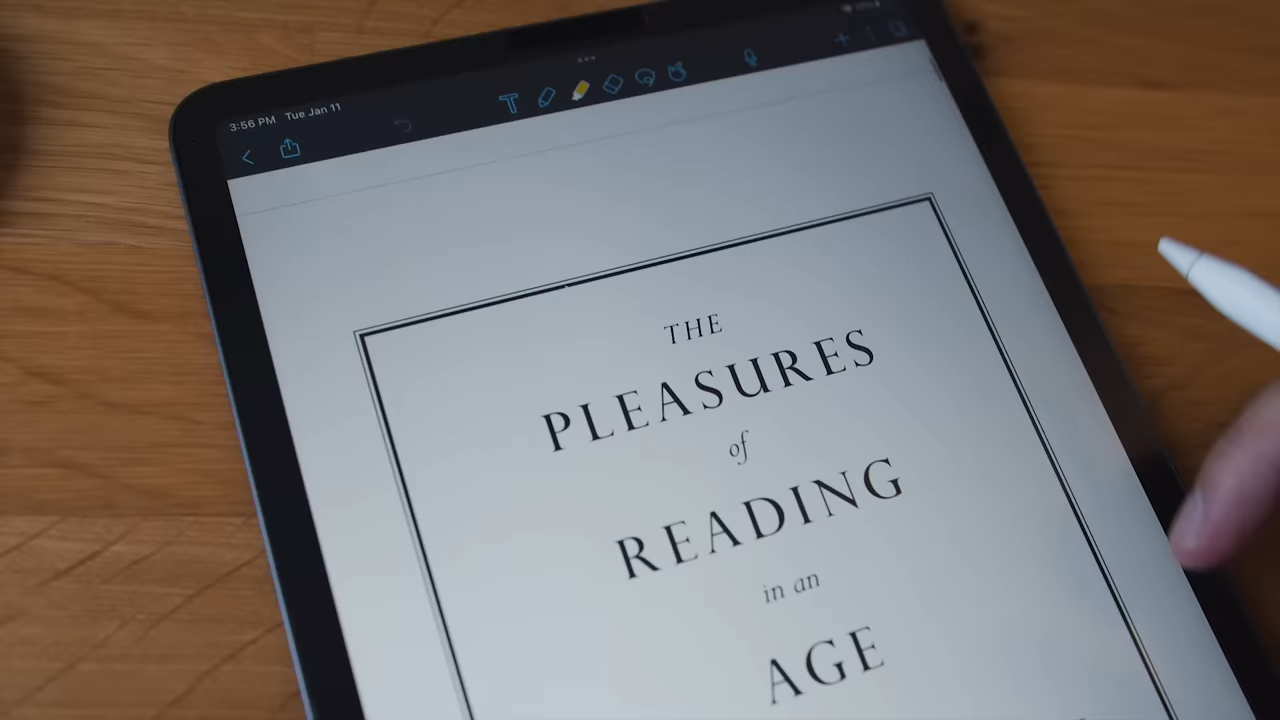 3:56 PM Tue Jan 11
THE
PLEASURES
of
READING
in an
AGE